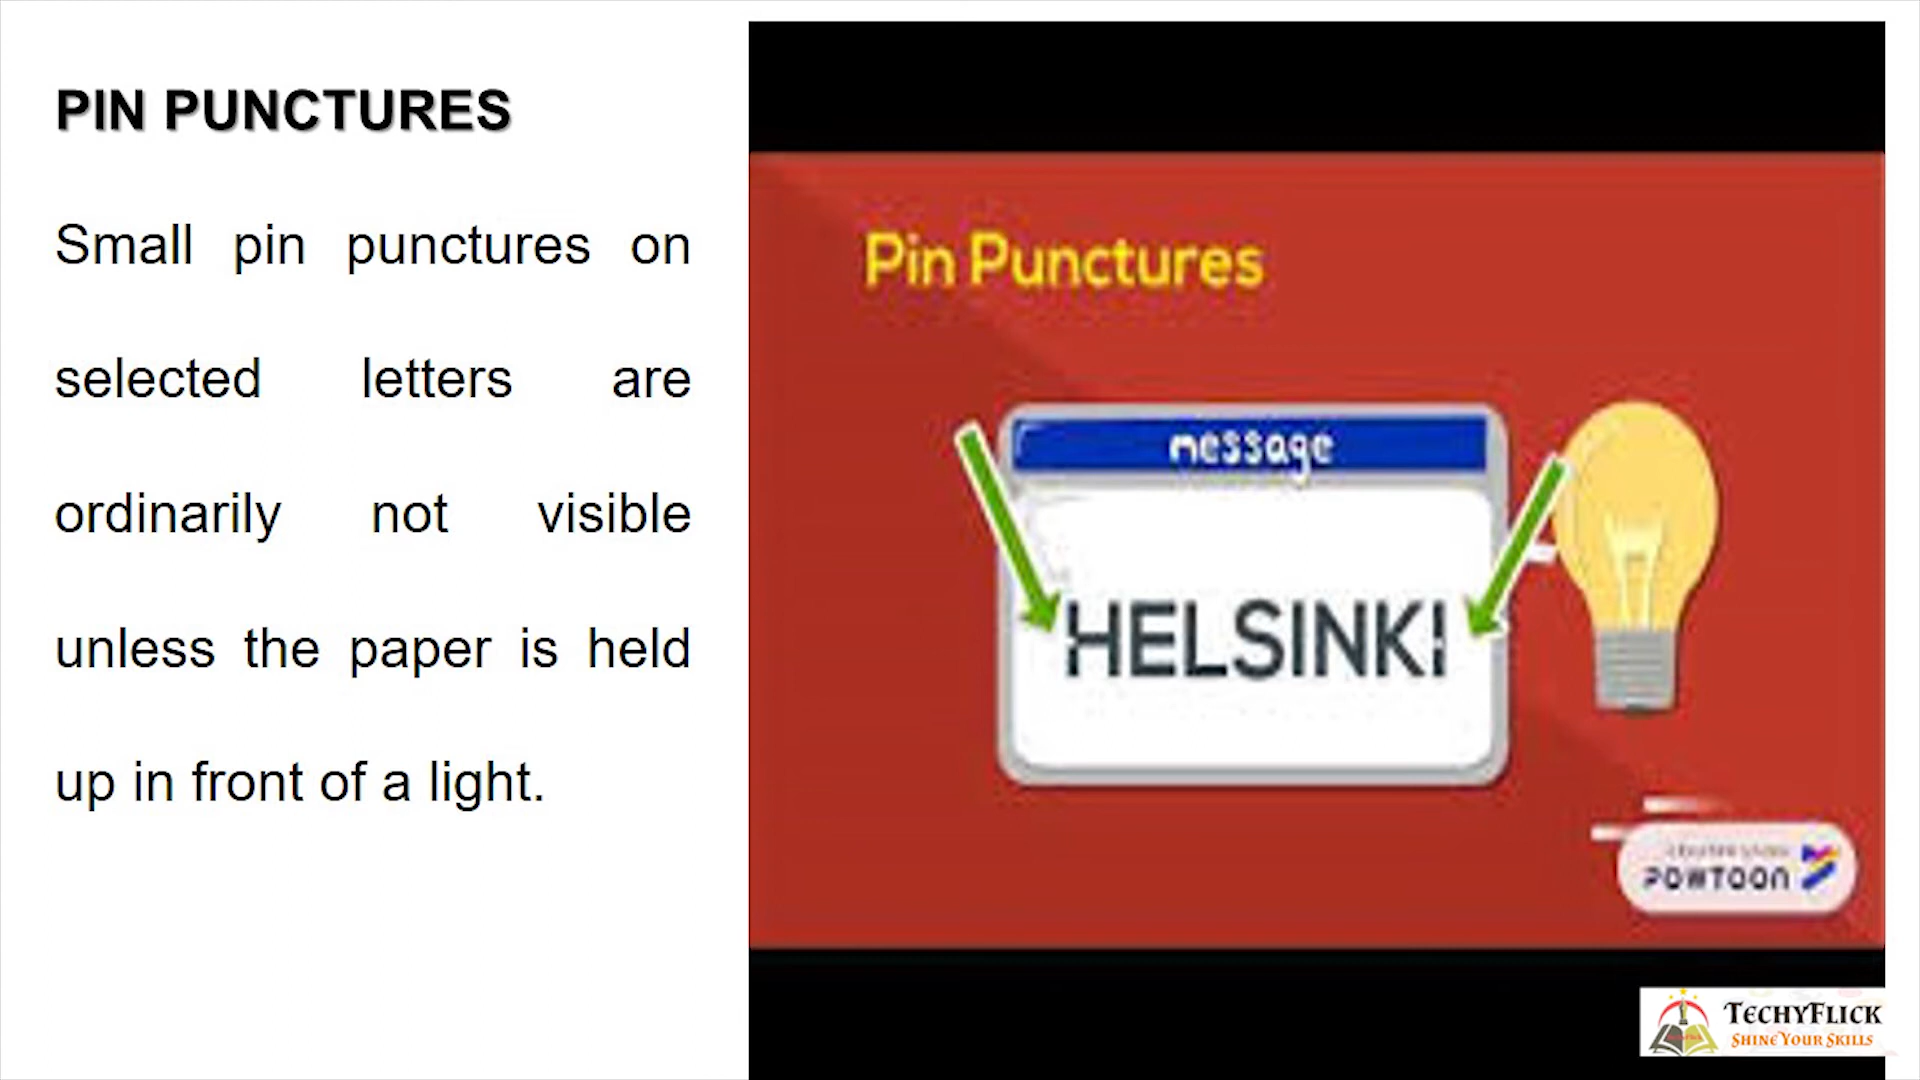 PIN PUNCTURES
Small pin punctures on
selected letters are
ordinarily not visible
unless the paper is held
up in front of a light.
Pin Punctures
message
HELSINKI
POWTOON
TECHYFLICK
SHINE YOUR SKILLS